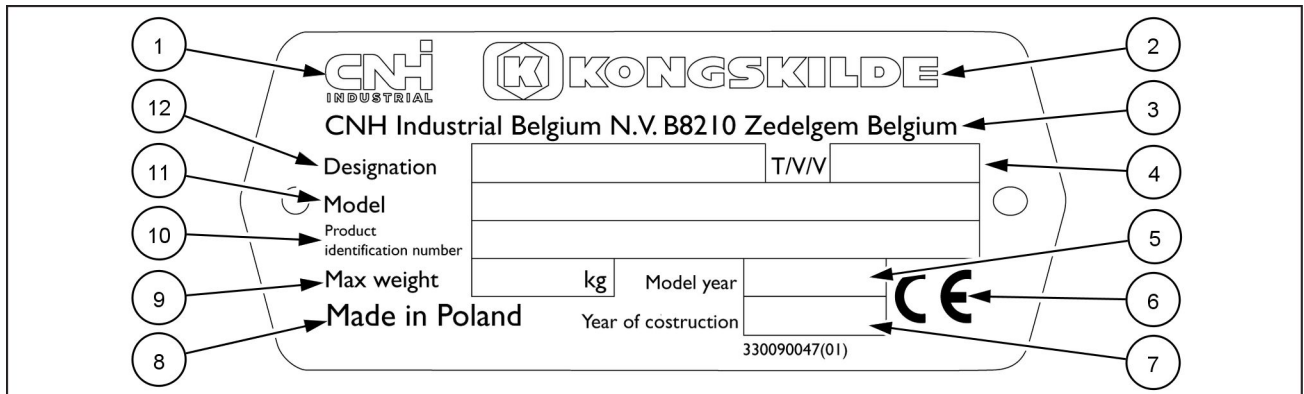 1
2
CNH
INDUSTRIAL
K KONGSKILDE
12
3
CNH Industrial Belgium N.V. B8210 Zedelgem Belgium
Designation
T/V/V
4
11
Model
10
Product
identification number
5
9
Max weight
kg
Model year
CE
6
8
Made in Poland
Year of costruction
7
330090047(01)